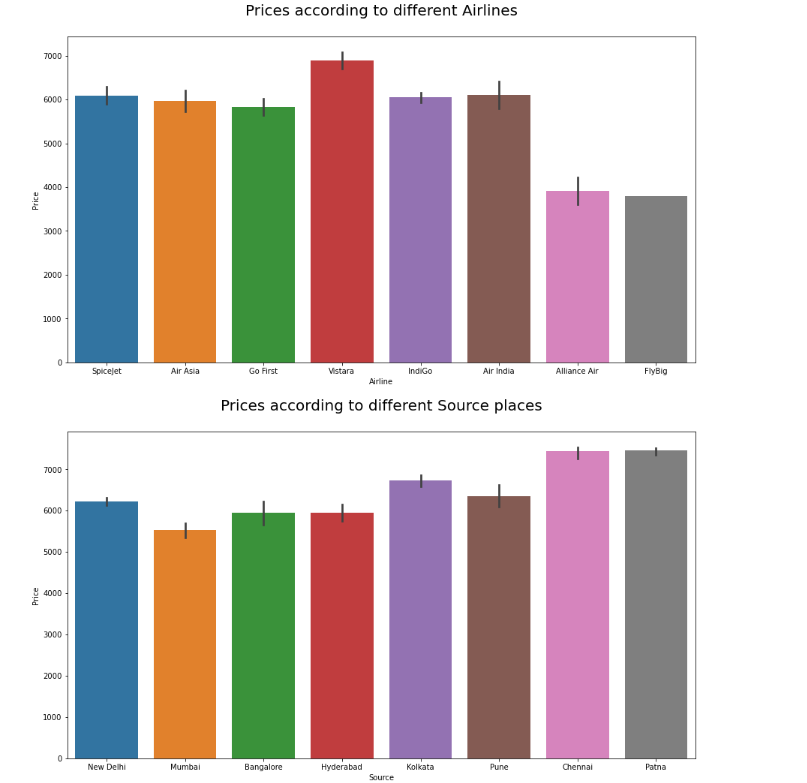 Prices according to different Airlines
7000
6000
5000
4000
3000
2000
1000
0
Price
SpiceJet Air Asia Go First Vistara IndiGo Air India Alliance Air FlyBig
Airline
Prices according to different Source places
7000
6000
5000
4000
3000
2000
1000
0
Price
New Delhi Mumbai Bangalore Hyderabad Kolkata Pune Chennai Patna
Source